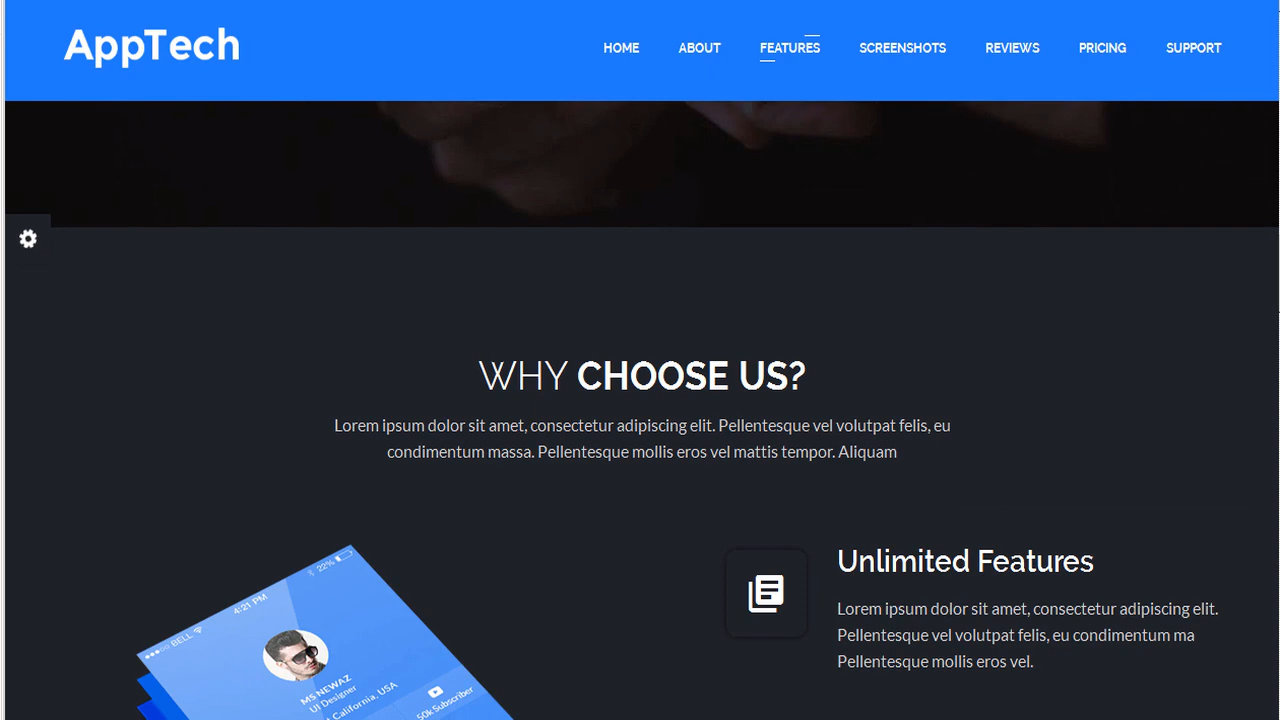 AppTech
HOME ABOUT FEATURES SCREENSHOTS REVIEWS PRICING SUPPORT
WHY CHOOSE US?
Lorem ipsum dolor sit amet, consectetur adipiscing elit. Pellentesque vel volutpat felis, eu
condimentum massa. Pellentesque mollis eros vel mattis tempor. Aliquam
Unlimited Features
Lorem ipsum dolor sit amet, consectetur adipiscing elit.
Pellentesque vel volutpat felis, eu condimentum ma
Pellentesque mollis eros vel.
BELL 4:21 PM 22%
MS NEWAZ
UI Designer
California, USA
50k Subscriber